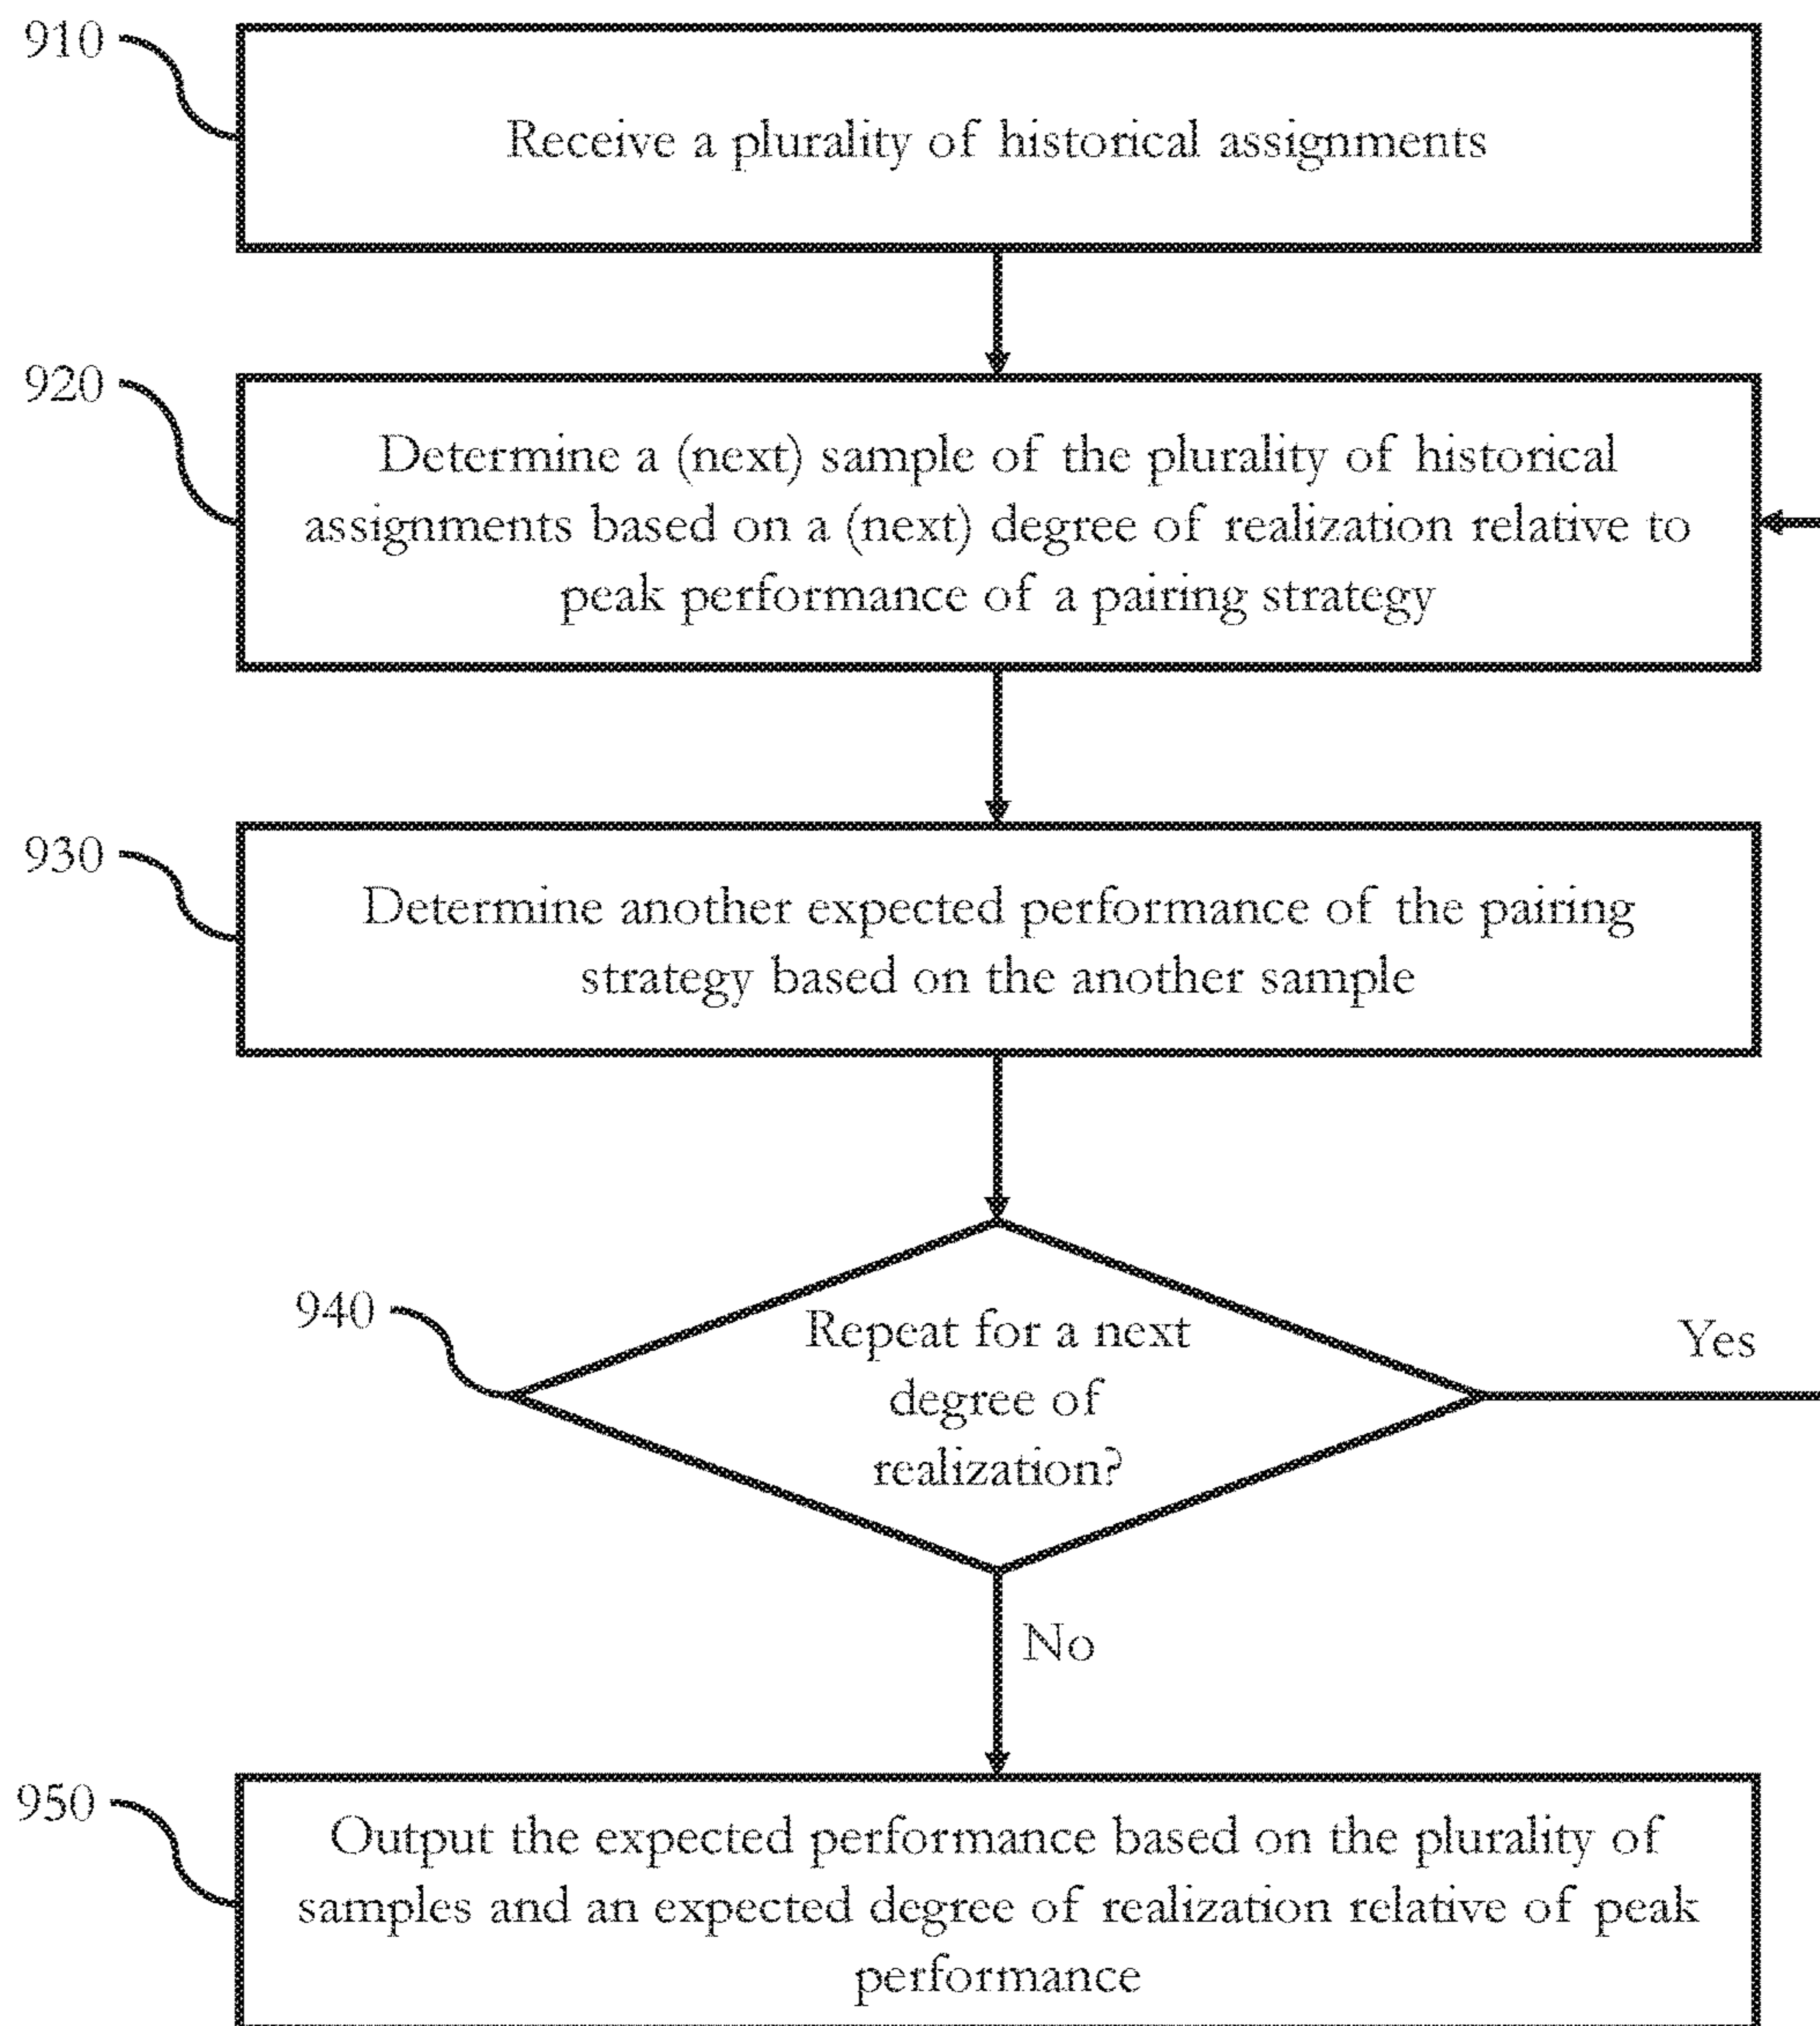 910
Receive a plurality of historical assignments
920
Determine a (next) sample of the plurality of historical
assignments based on a (next) degree of realization relative to
peak performance of a pairing strategy
930
Determine another expected performance of the pairing
strategy based on the another sample
940
Repeat for a next
degree of
realization?
Yes
No
950
Output the expected performance based on the plurality of
samples and an expected degree of realization relative of peak
performance